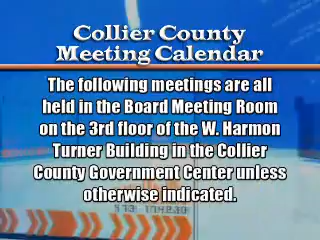 Collier County
Meeting Calendar
The following meetings are all
held in the Board Meeting Room
on the 3rd floor of the W. Harmon
Turner Building in the Collier
County Government Center unless
otherwise indicated.